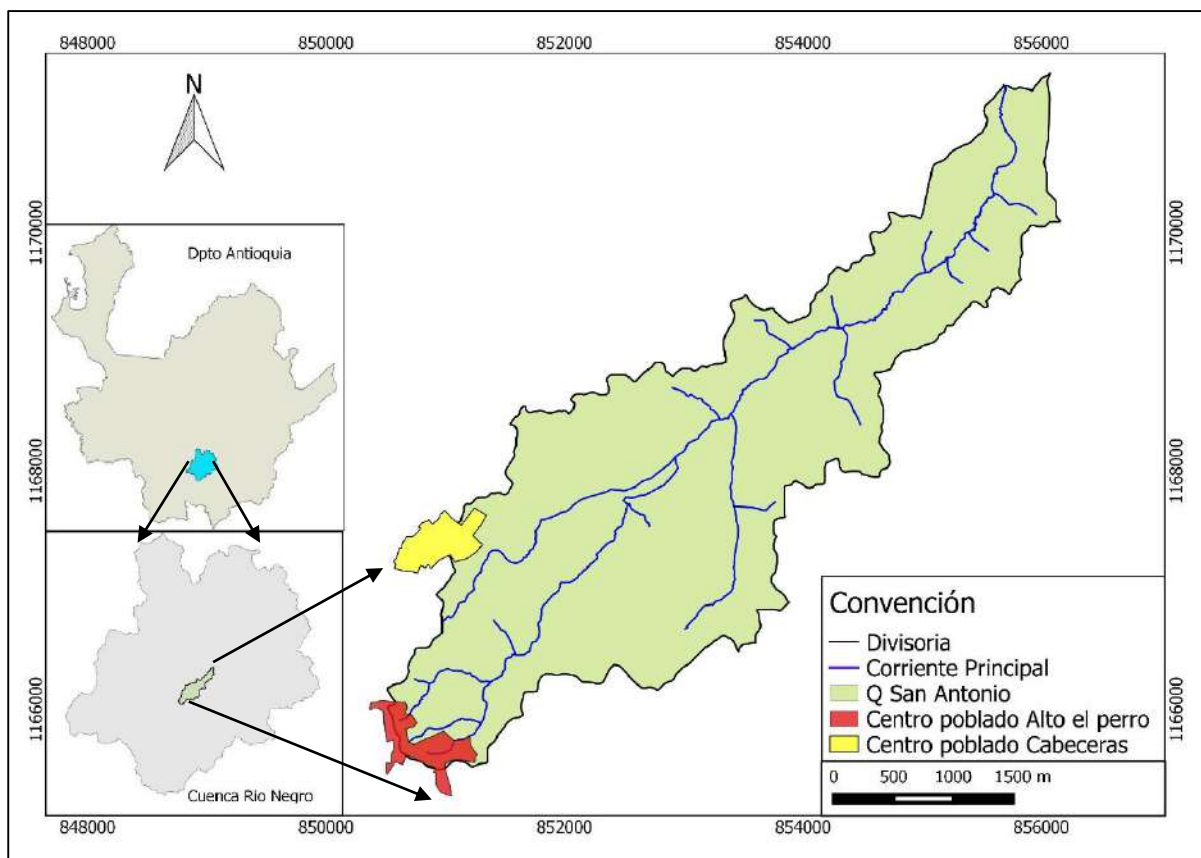 848000 850000 852000 854000 856000
N
1170000
1170000
Dpto Antioquia
1168000
1168000
Convención
Divisoria
Corriente Principal
Q San Antonio
Centro poblado Alto el perro
Centro poblado Cabeceras
1166000
1166000
0 500 1000 1500 m
Cuenca Rio Negro
848000 850000 852000 854000 856000